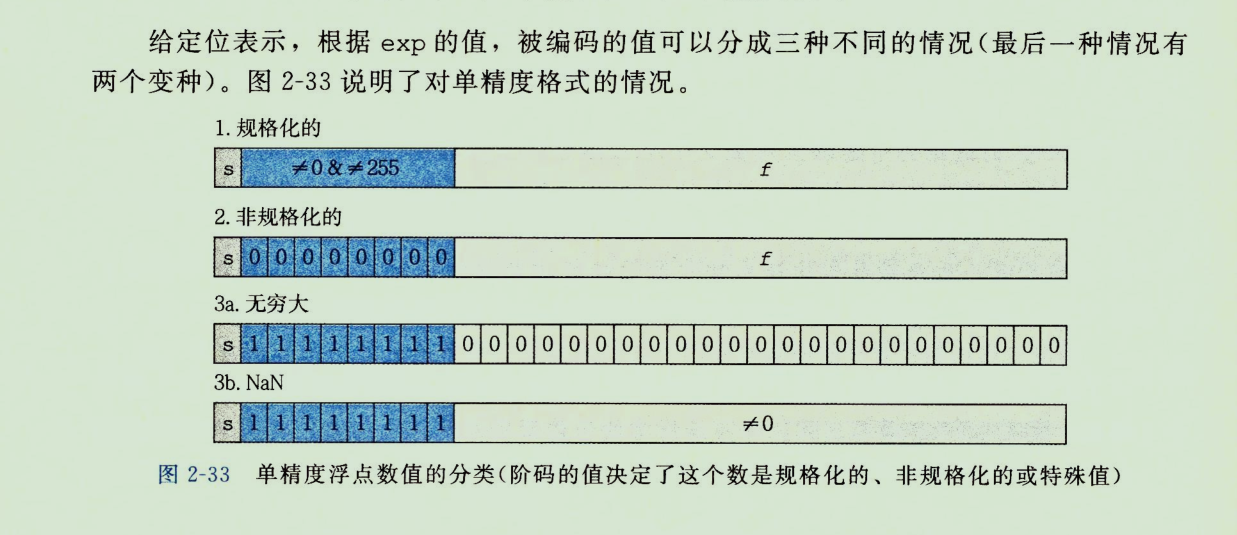 给定位表示，根据 exp 的值，被编码的值可以分成三种不同的情况(最后一种情况有
两个变种)。图 2-33 说明了对单精度格式的情况。
1. 规格化的
s ≠0 & ≠255 f
2. 非规格化的
s 0 0 0 0 0 0 0 0 f
3a. 无穷大
s 1 1 1 1 1 1 1 1 0 0 0 0 0 0 0 0 0 0 0 0 0 0 0 0 0 0 0 0 0 0 0
3b. NaN
s 1 1 1 1 1 1 1 1 ≠0
图 2-33 单精度浮点数值的分类(阶码的值决定了这个数是规格化的、非规格化的或特殊值)